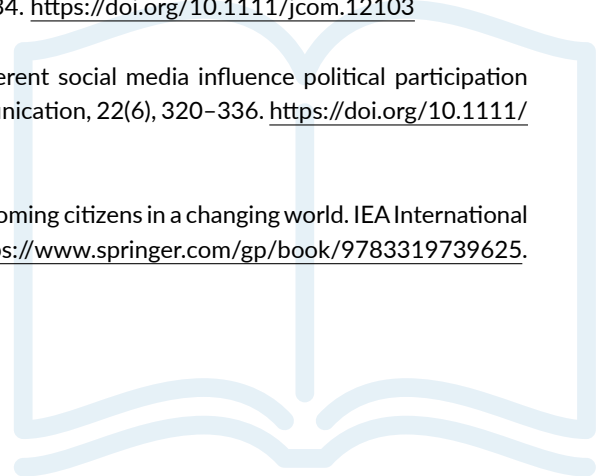 34. https://doi.org/10.1111/jcom.12103
erent social media influence political participation
nication, 22(6), 320–336. https://doi.org/10.1111/
oming citizens in a changing world. IEA International
ps://www.springer.com/gp/book/9783319739625.